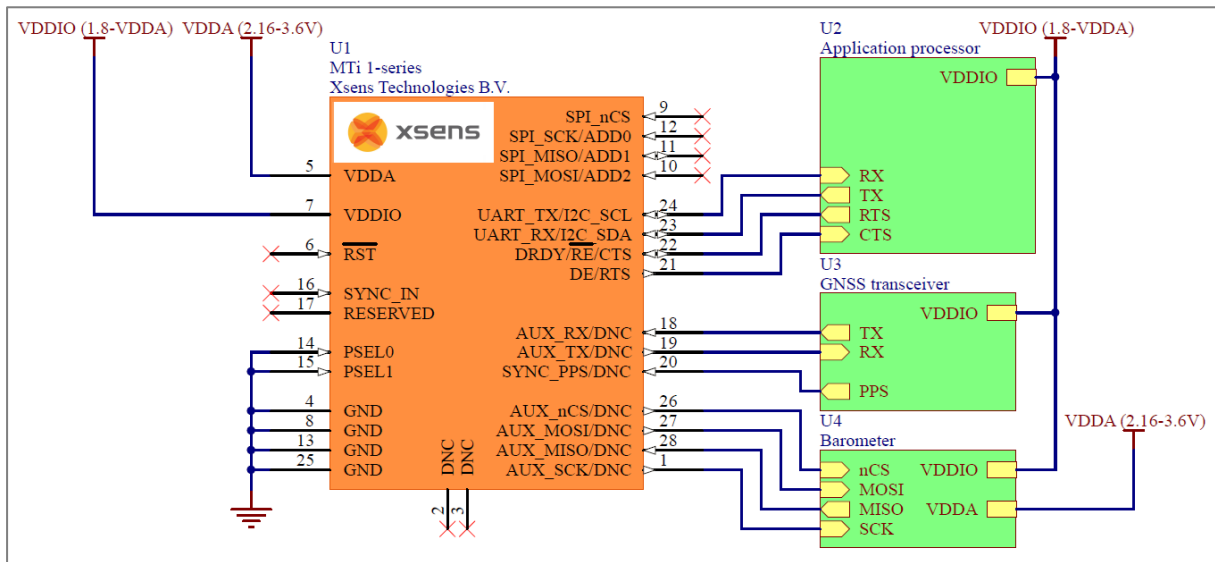 VDDIO (1.8-VDDA)
VDDA (2.16-3.6V)
U1
MTi 1-series
Xsens Technologies B.V.
xsens
5
VDDA
7
VDDIO
6
RST
16
SYNC_IN
17
RESERVED
14
PSEL0
15
PSEL1
4
GND
8
GND
13
GND
25
GND
DNC
DNC
2
3
SPI_nCS
9
SPI_SCK/ADD0
12
SPI_MISO/ADD1
11
SPI_MOSI/ADD2
10
UART_TX/I2C_SCL
24
UART_RX/I2C_SDA
23
DRDY/RE/CTS
22
DE/RTS
21
AUX_RX/DNC
18
AUX_TX/DNC
19
SYNC_PPS/DNC
20
AUX_nCS/DNC
26
AUX_MOSI/DNC
27
AUX_MISO/DNC
28
AUX_SCK/DNC
1
U2
Application processor
VDDIO (1.8-VDDA)
VDDIO
RX
TX
RTS
CTS
U3
GNSS transceiver
VDDIO
TX
RX
PPS
U4
Barometer
VDDA (2.16-3.6V)
nCS
VDDIO
MOSI
MISO
VDDA
SCK